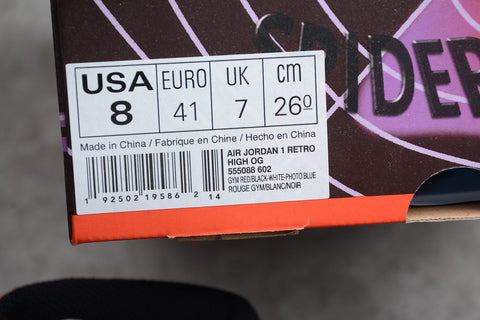 SPIDER
USA EURO UK cm
8 41 7 26º
Made in China / Fabrique en Chine / Hecho en China
AIR JORDAN 1 RETRO
HIGH OG
555088 602
GYM RED/BLACK-WHITE-PHOTO BLUE
ROUGE GYM/BLANC/NOIR
1 92502 19586 2 14